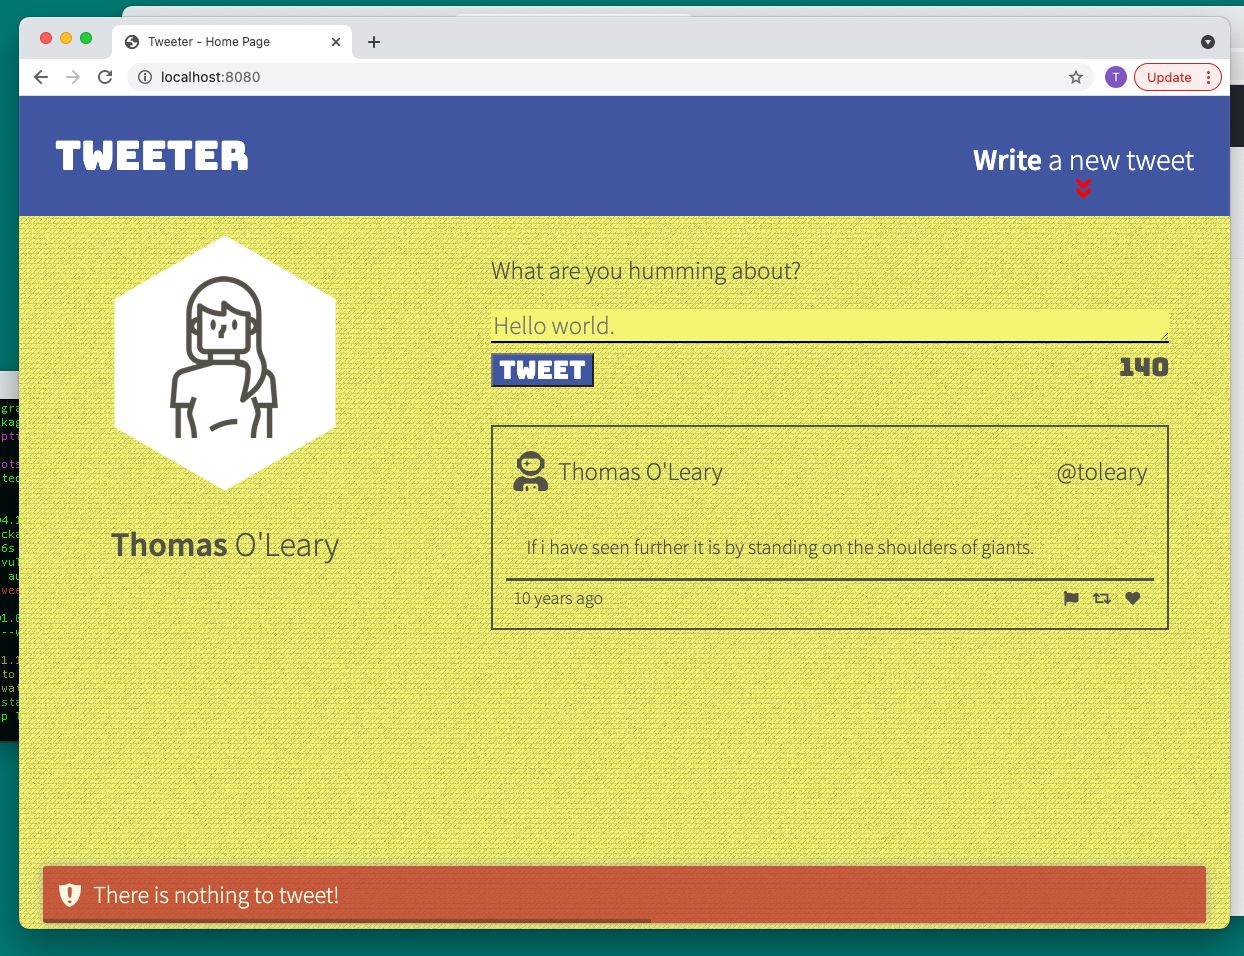 Tweeter - Home Page
localhost:8080
T
Update
TWEETER
Write a new tweet
What are you humming about?
Hello world.
TWEET
140
Thomas O'Leary
@toleary
If i have seen further it is by standing on the shoulders of giants.
10 years ago
Thomas O'Leary
There is nothing to tweet!